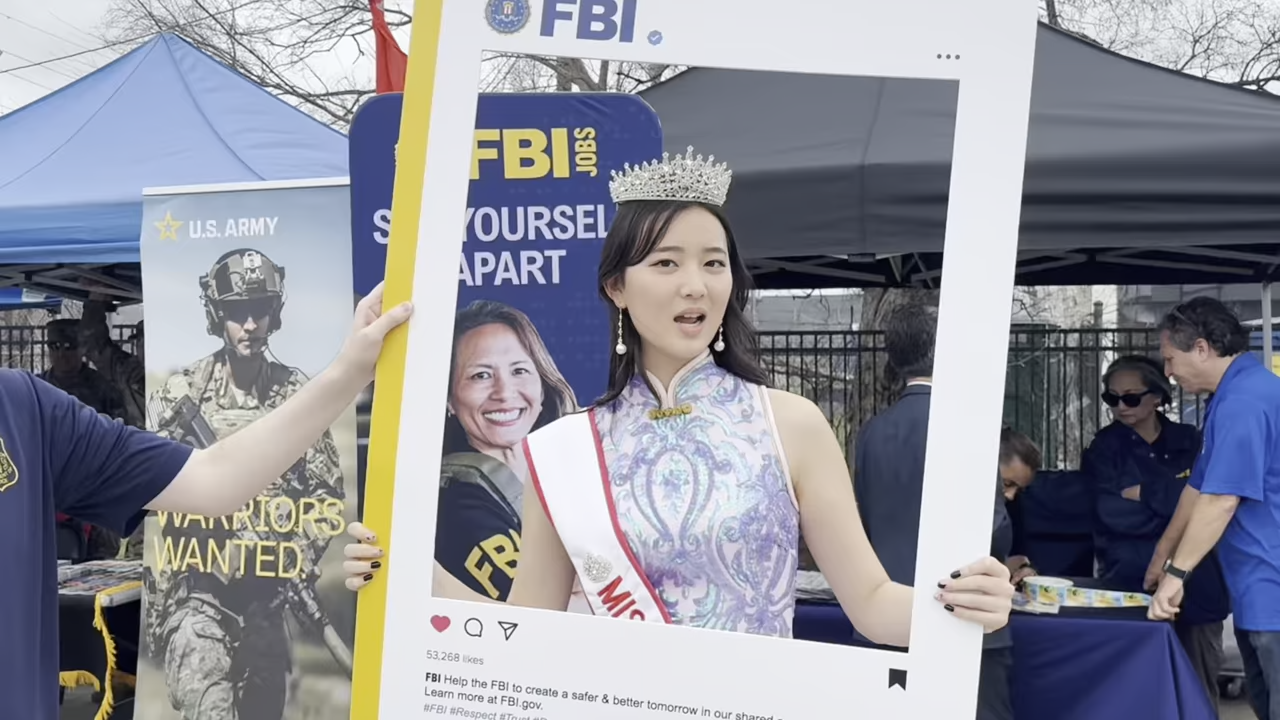 FBI
FBI JOBS
YOURSEL
APART
U.S. ARMY
WARRIORS
WANTED
FBI
MIS
53,268 likes
FBI Help the FBI to create a safer & better tomorrow in our shared
Learn more at FBI.gov.
#FBI #Respect #Trust